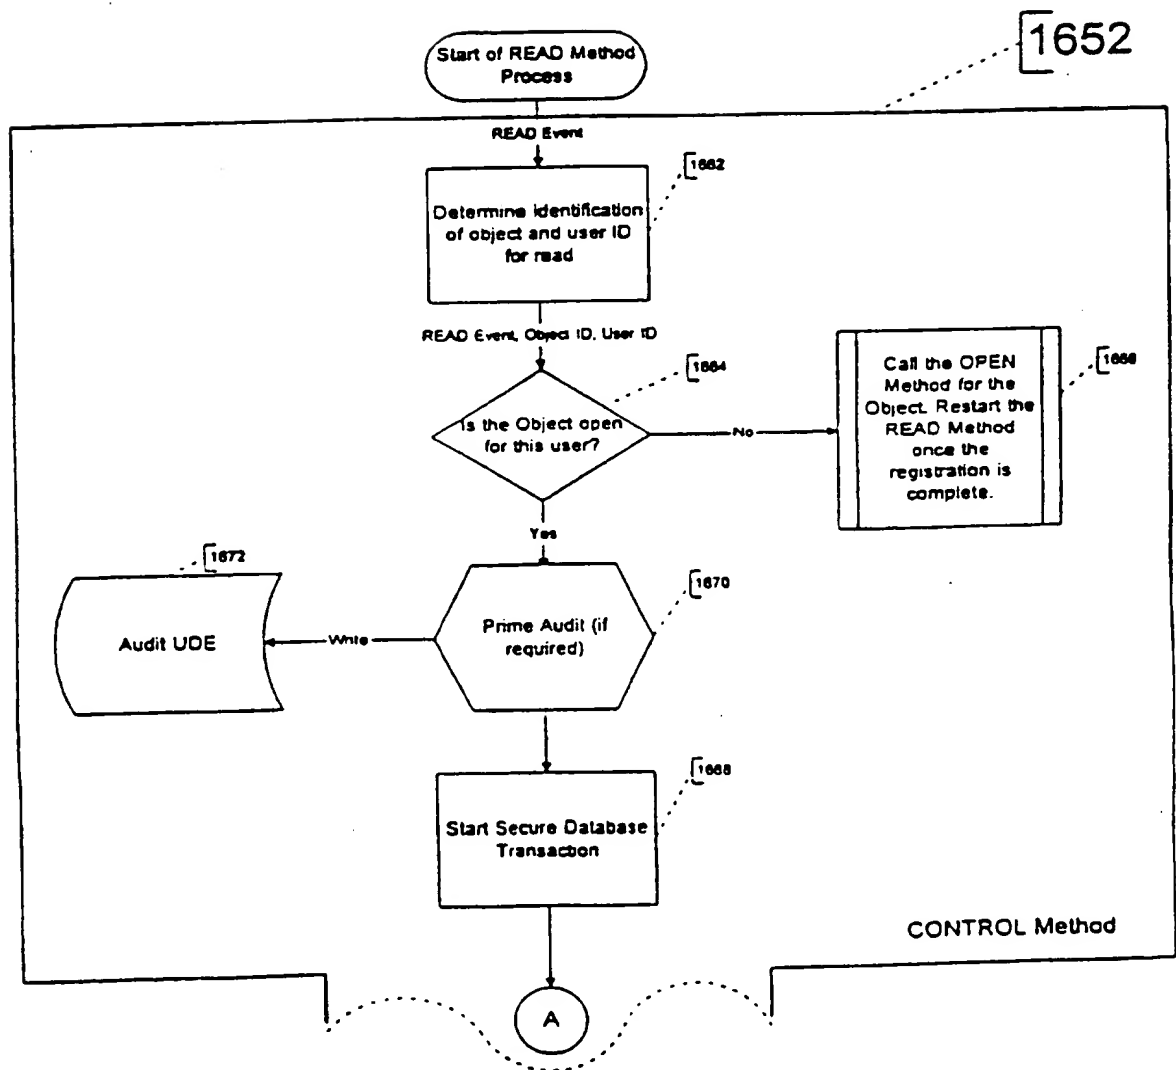 1652
Start of READ Method
Process
READ Event
1662
Determine identification
of object and user ID
for read
READ Event, Object ID, User ID
1664
Is the Object open
for this user?
No
Call the OPEN
Method for the
Object. Restart the
READ Method
once the
registration is
complete.
Yes
1672
Audit UDE
Write
1670
Prime Audit (if
required)
1668
Start Secure Database
Transaction
CONTROL Method
A